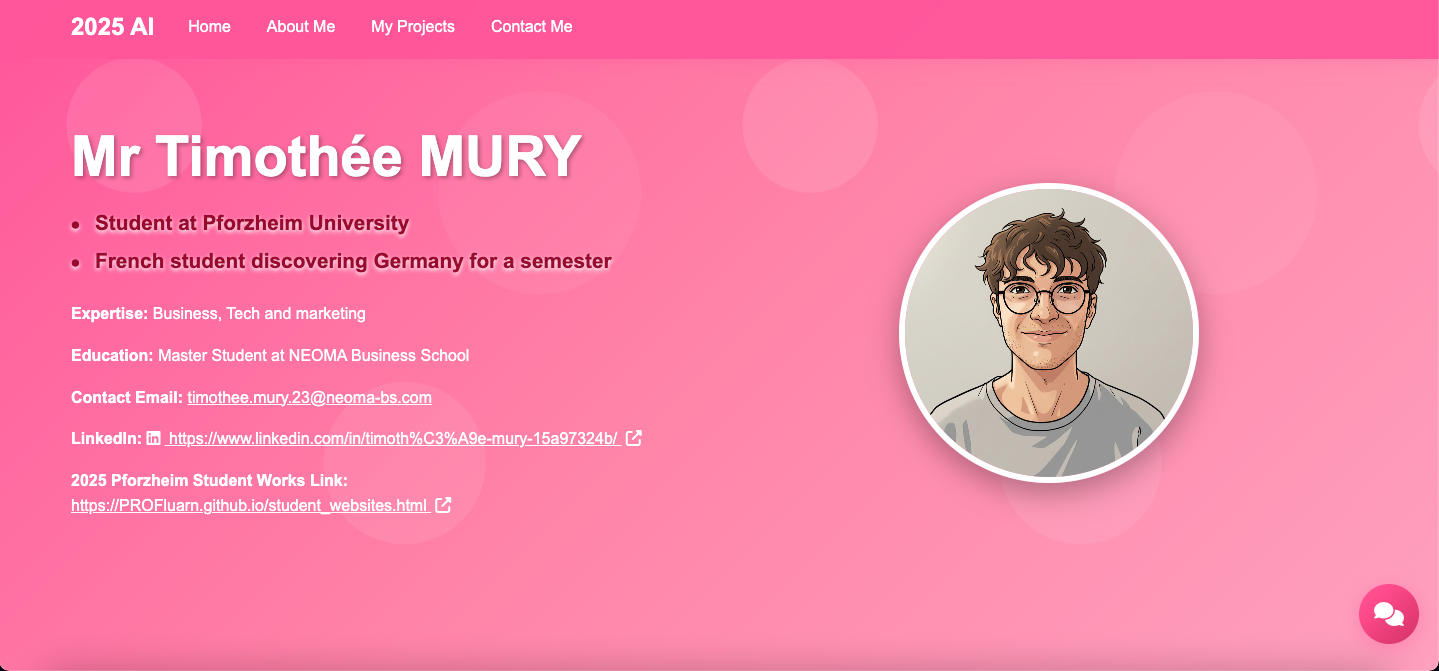 2025 AI Home About Me My Projects Contact Me
Mr Timothée MURY
• Student at Pforzheim University
• French student discovering Germany for a semester
Expertise: Business, Tech and marketing
Education: Master Student at NEOMA Business School
Contact Email: timothee.mury.23@neoma-bs.com
LinkedIn: https://www.linkedin.com/in/timoth%C3%A9e-mury-15a97324b/
2025 Pforzheim Student Works Link:
https://PROFluarn.github.io/student_websites.html